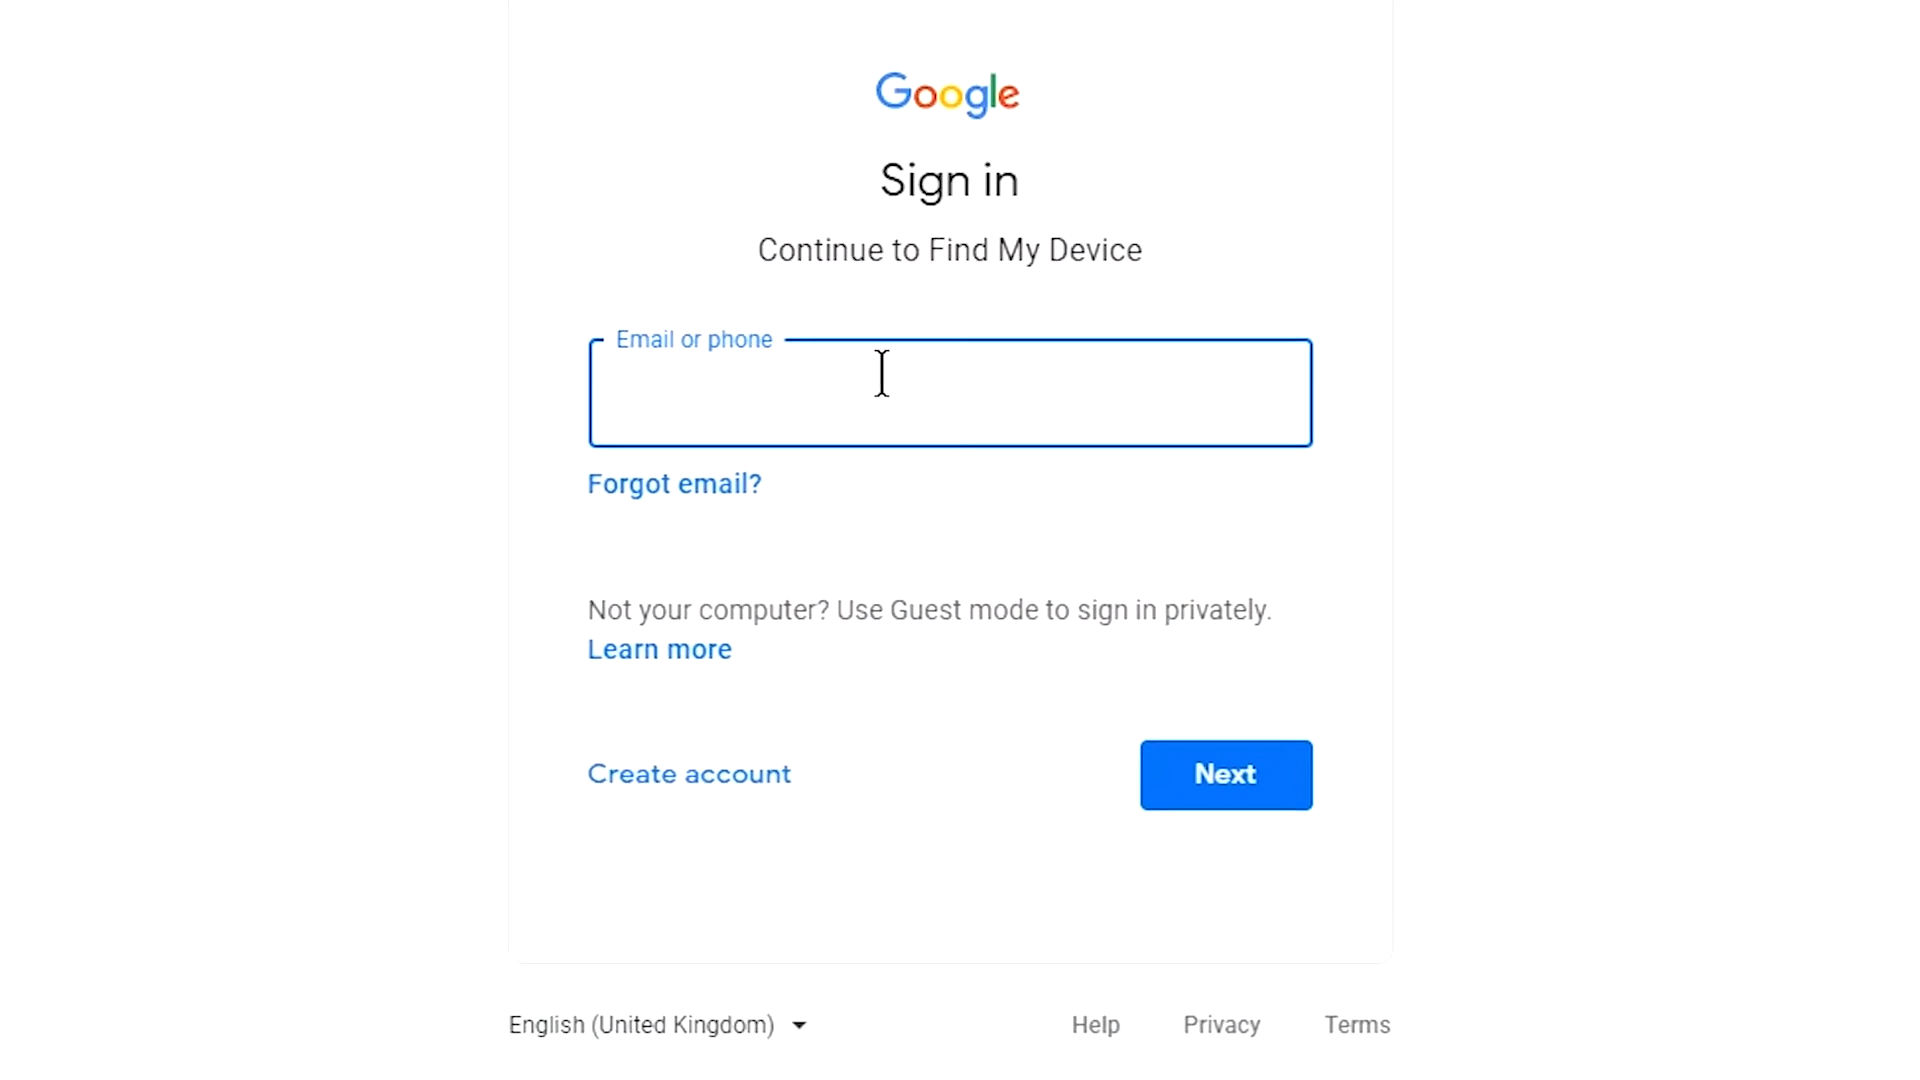 Google
Sign in
Continue to Find My Device
Email or phone
Forgot email?
Not your computer? Use Guest mode to sign in privately.
Learn more
Create account
Next
English (United Kingdom)
Help
Privacy
Terms